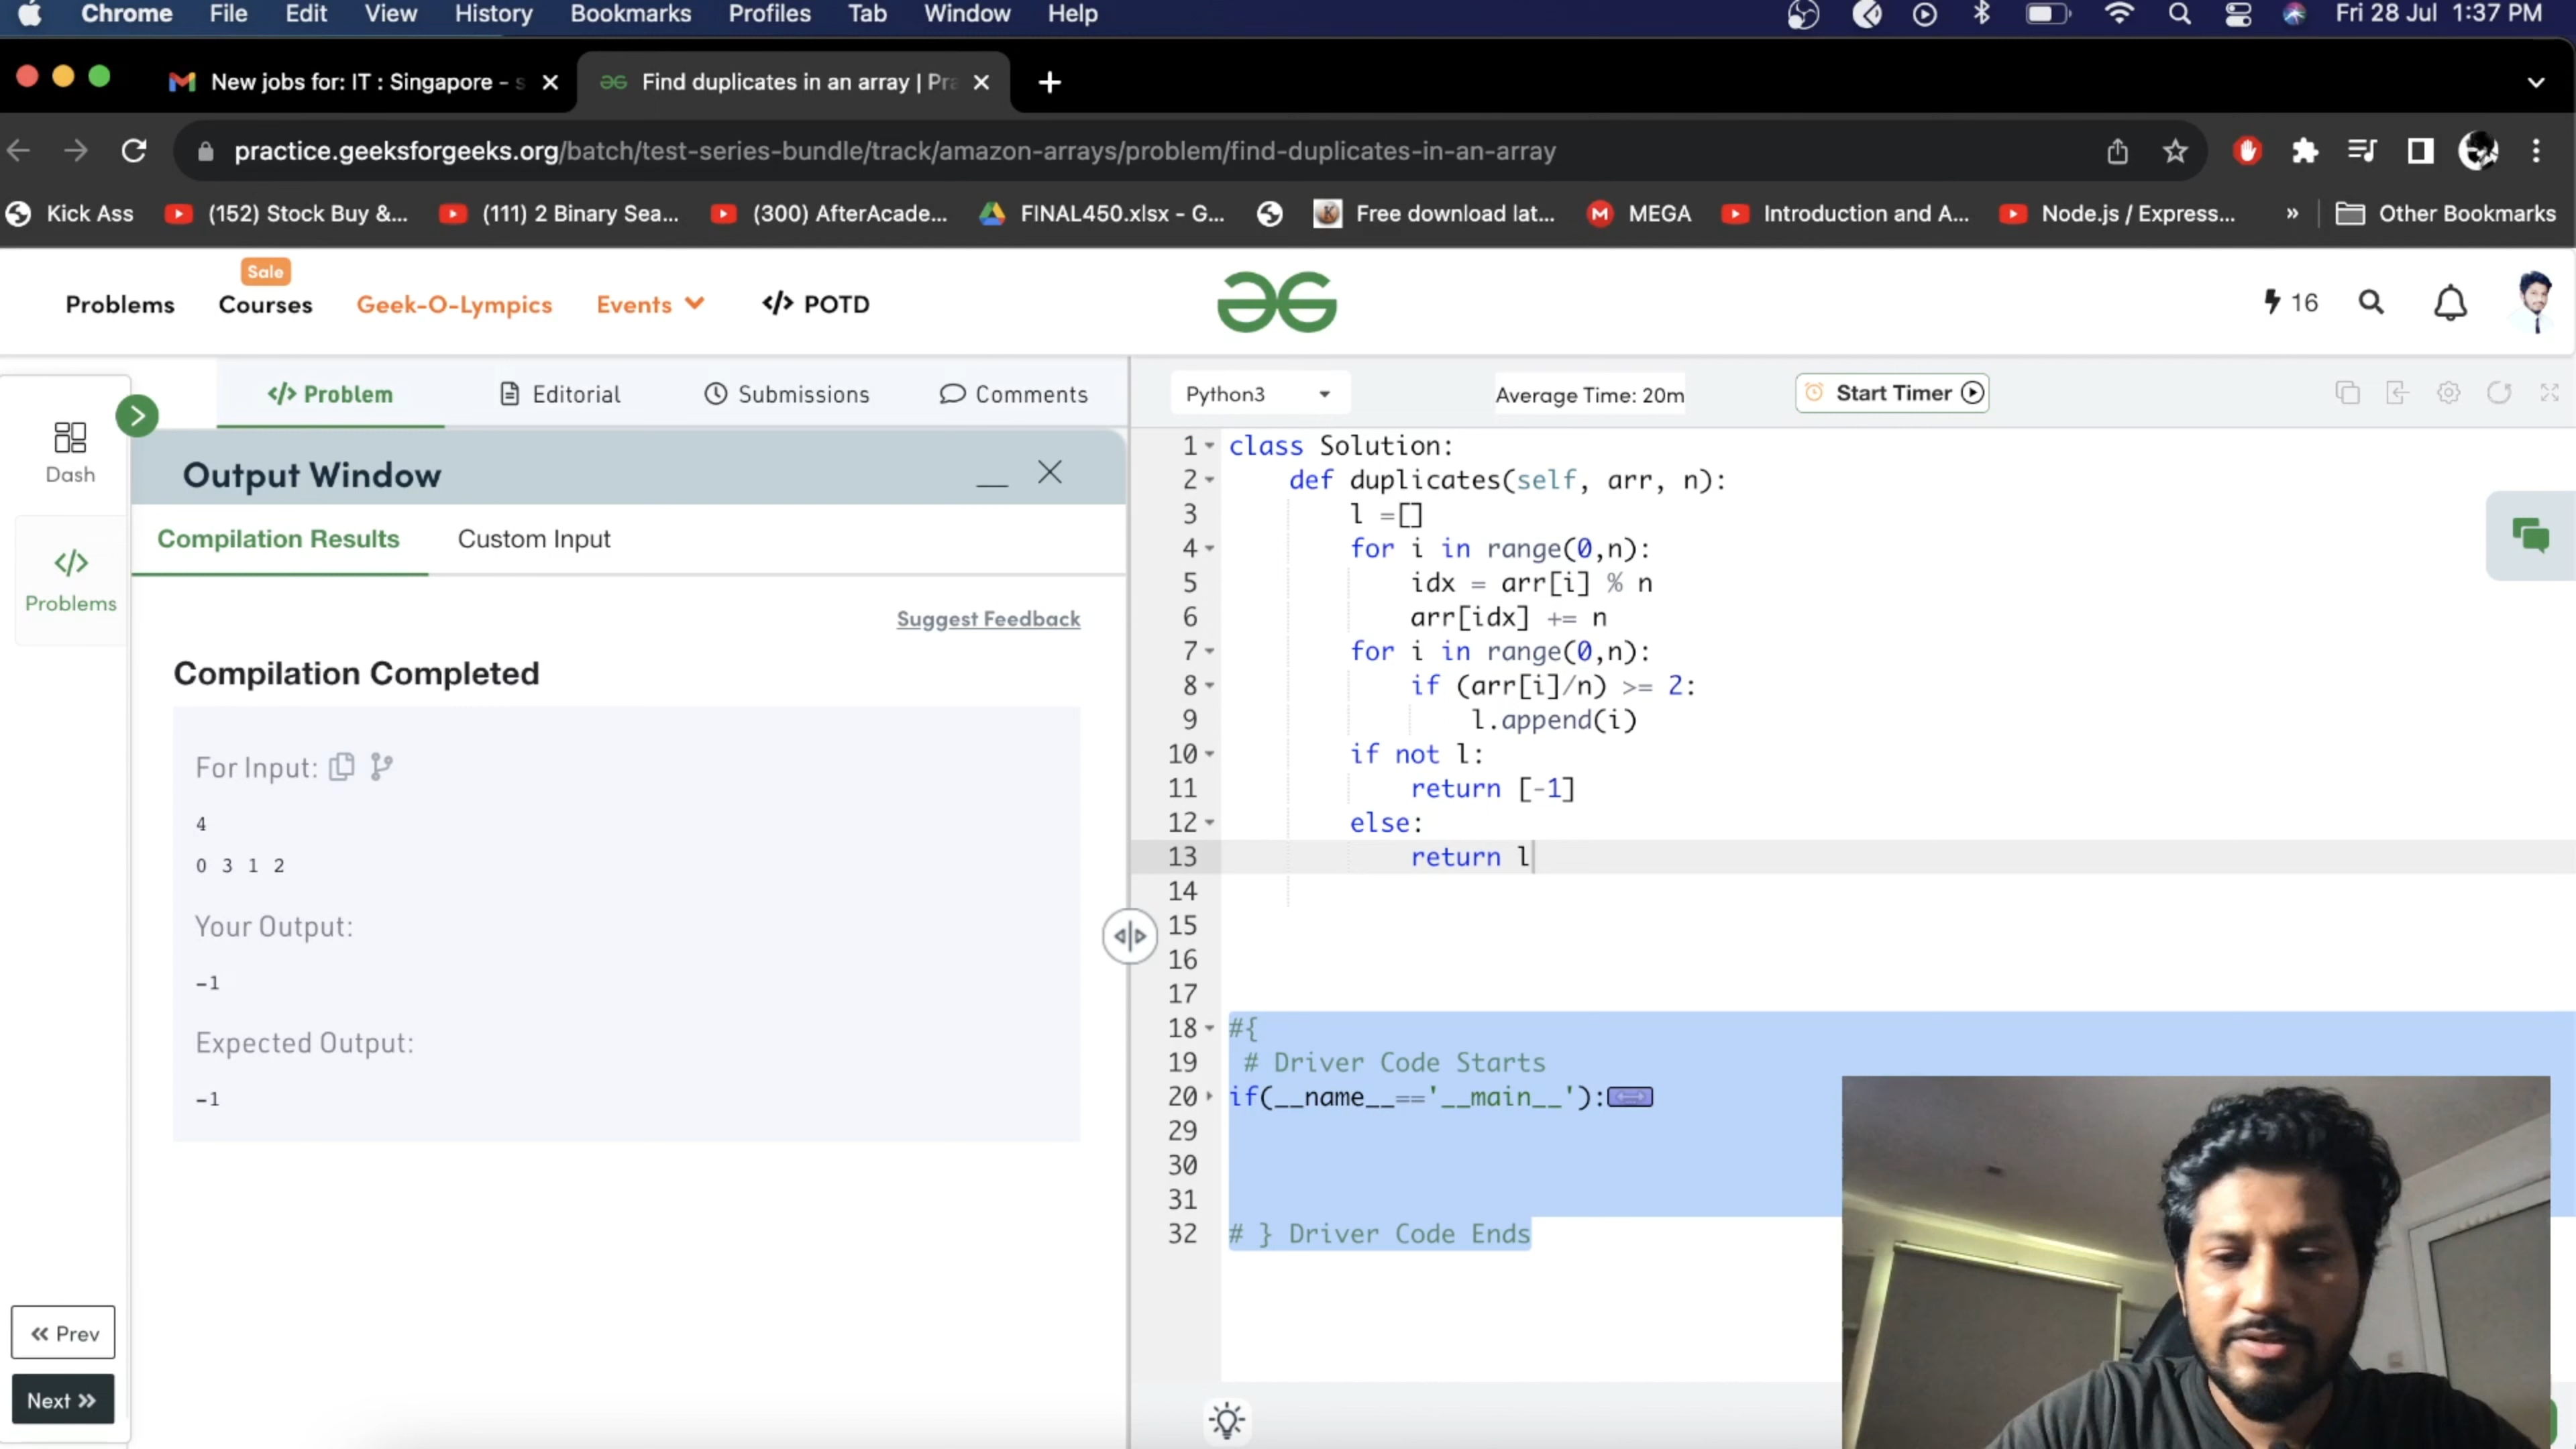 Chrome File Edit View History Bookmarks Profiles Tab Window Help Fri 28 Jul 1:37 PM
New jobs for: IT : Singapore - Find duplicates in an array |
practice.geeksforgeeks.org/batch/test-series-bundle/track/amazon-arrays/problem/find-duplicates-in-an-array
Kick Ass (152) Stock Buy &... (111) 2 Binary Sea... (300) AfterAcade... FINAL450.xlsx - G... Free download lat... MEGA Introduction and A... Node.js / Express... » Other Bookmarks
Sale
Problems Courses Geek-O-Lympics Events </> POTD 16
</> Problem Editorial Submissions Comments
Python3 Average Time: 20m Start Timer
Dash
Problems
Output Window
Compilation Results Custom Input
Suggest Feedback
Compilation Completed
For Input:
4
0 3 1 2
Your Output:
-1
Expected Output:
-1
« Prev
Next »
1 class Solution:
2 def duplicates(self, arr, n):
3 l =[]
4 for i in range(0,n):
5 idx = arr[i] % n
6 arr[idx] += n
7 for i in range(0,n):
8 if (arr[i]/n) >= 2:
9 l.append(i)
10 if not l:
11 return [-1]
12 else:
13 return l
14
15
16
17
18 #{
19 # Driver Code Starts
20 if(__name__=='__main__'):
29
30
31
32 # } Driver Code Ends